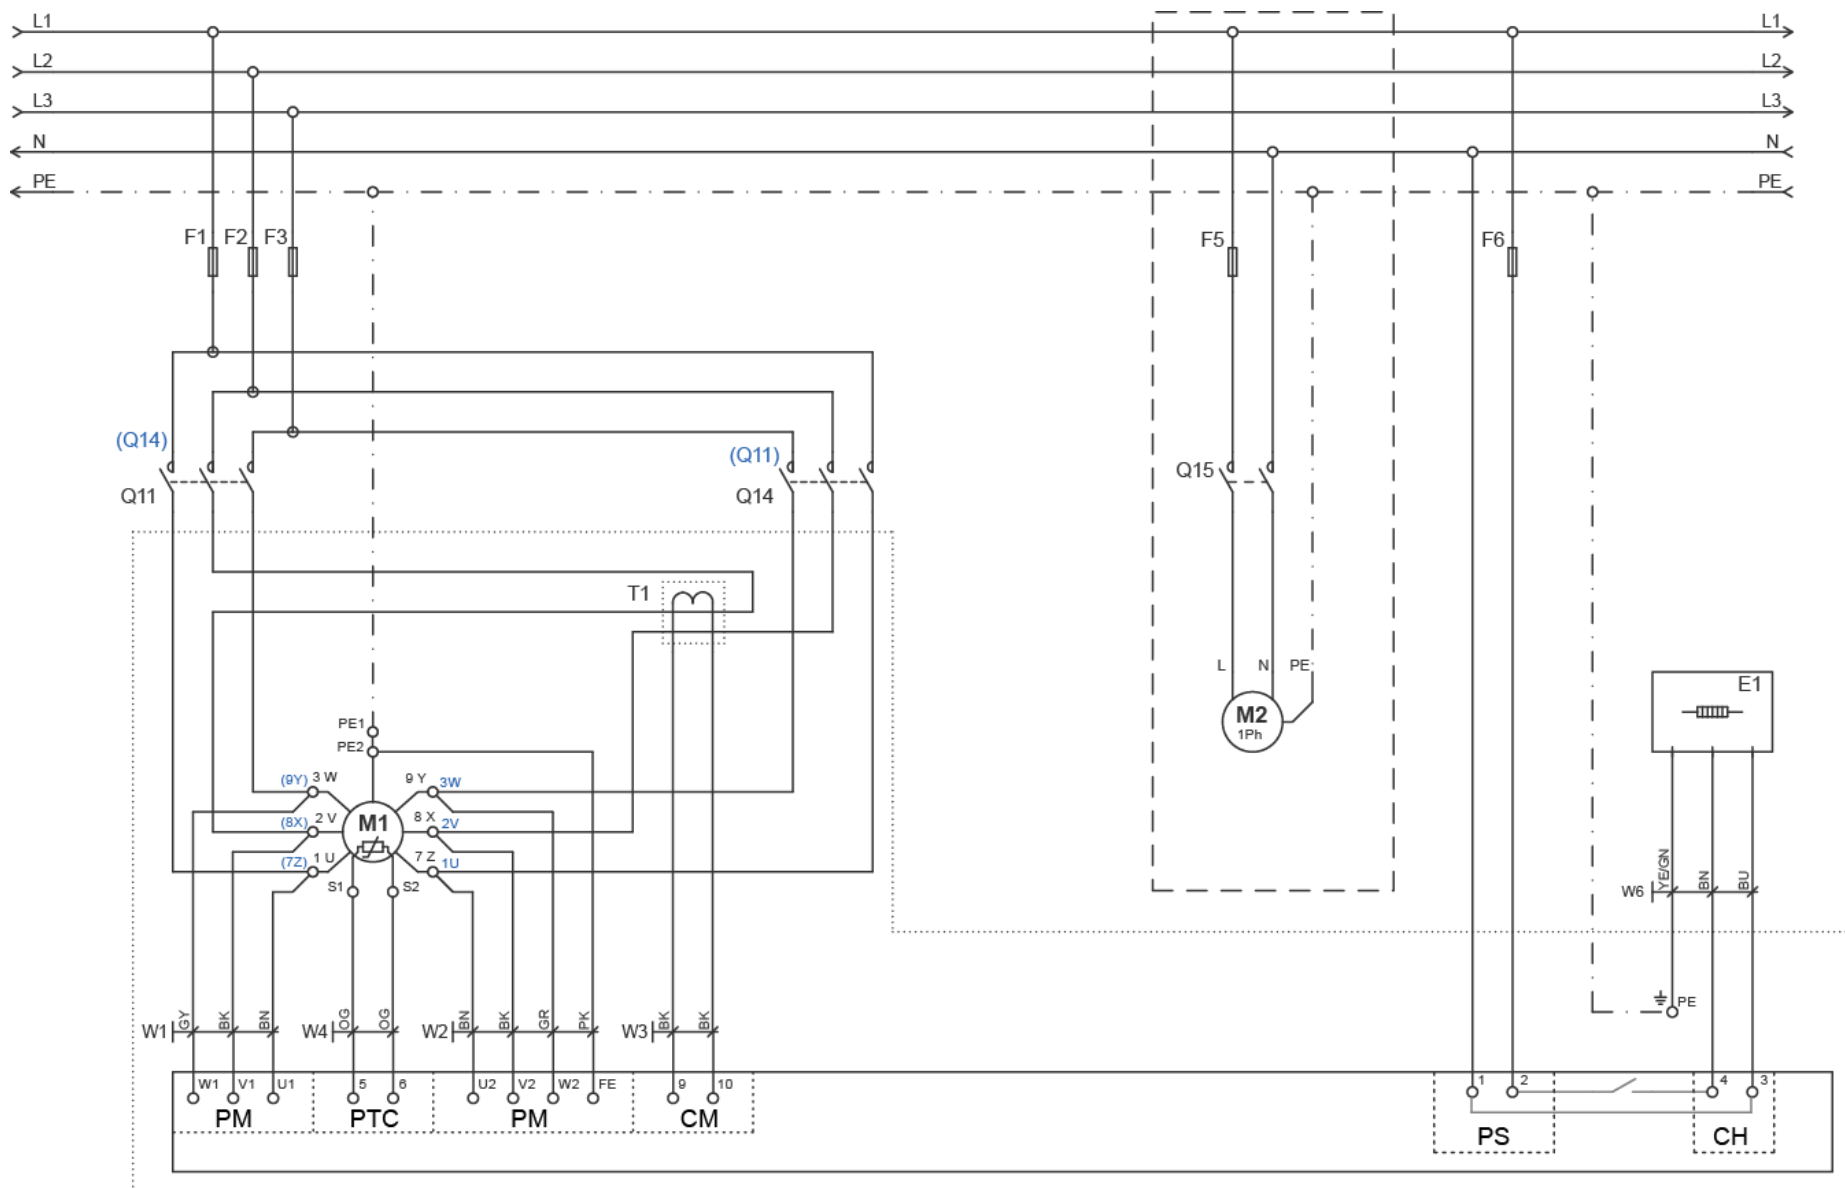 L1 L1
L2 L2
L3 L3
N N
PE PE
F1 F2 F3 F5 F6
(Q14) (Q11)
Q11 Q14 Q15
T1
L N PE
M2
1Ph
E1
PE1
PE2
(9Y) 3 W 9 Y 3W
(8X) 2 V M1 8 X 2V
(7Z) 1 U 7 Z 1U
S1 S2
W6 YE/GN BN BU
PE
W1 GY BK BN W4 OG OG W2 BN BK GR PK W3 BK BK
W1 V1 U1 5 6 U2 V2 W2 FE 9 10 1 2 4 3
PM PTC PM CM PS CH